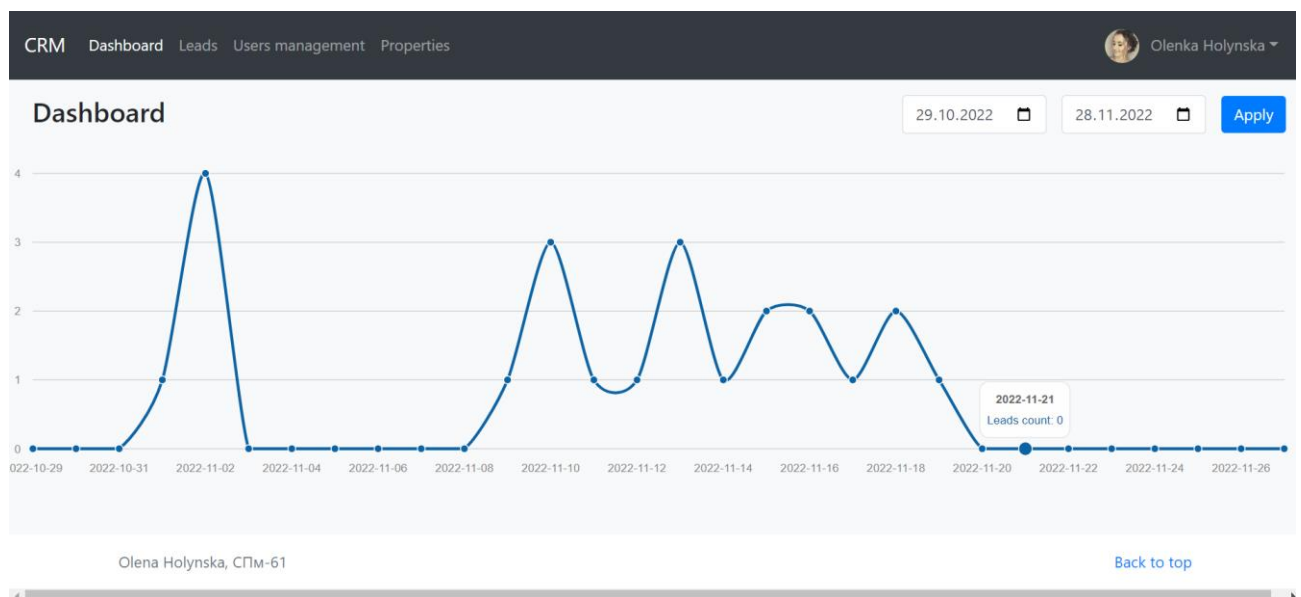 CRM Dashboard Leads Users management Properties Olenka Holynska
Dashboard 29.10.2022 28.11.2022 Apply
4
3
2
1
2022-11-21
Leads count: 0
0
022-10-29 2022-10-31 2022-11-02 2022-11-04 2022-11-06 2022-11-08 2022-11-10 2022-11-12 2022-11-14 2022-11-16 2022-11-18 2022-11-20 2022-11-22 2022-11-24 2022-11-26
Olena Holynska, СПм-61 Back to top